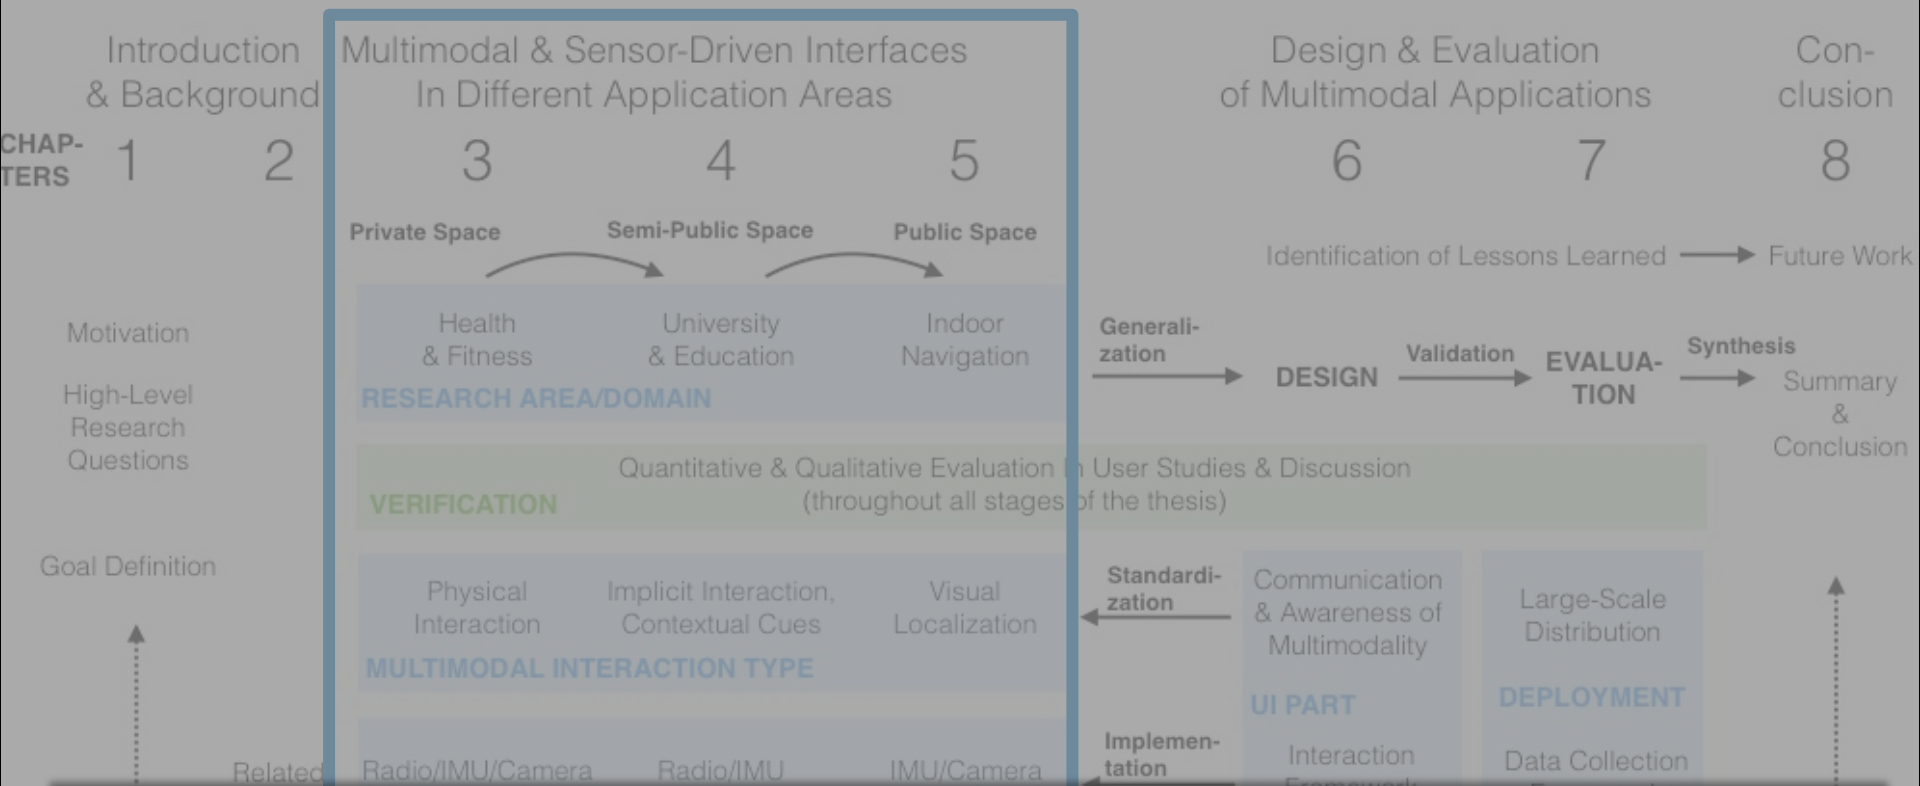 Introduction
& Background
Multimodal & Sensor-Driven Interfaces
In Different Application Areas
Design & Evaluation
of Multimodal Applications
Con-
clusion
CHAP-
TERS
1
2
3
4
5
6
7
8
Private Space
Semi-Public Space
Public Space
Identification of Lessons Learned
Future Work
Motivation
High-Level
Research
Questions
Health
& Fitness
University
& Education
Indoor
Navigation
RESEARCH AREA/DOMAIN
Generali-
zation
DESIGN
Validation
EVALUA-
TION
Synthesis
Summary
&
Conclusion
Quantitative & Qualitative Evaluation In User Studies & Discussion
(throughout all stages of the thesis)
VERIFICATION
Goal Definition
Physical
Interaction
Implicit Interaction,
Contextual Cues
Visual
Localization
MULTIMODAL INTERACTION TYPE
Standardi-
zation
Communication
& Awareness of
Multimodality
UI PART
Large-Scale
Distribution
DEPLOYMENT
Related
Radio/IMU/Camera
Radio/IMU
IMU/Camera
Implemen-
tation
Interaction
Data Collection